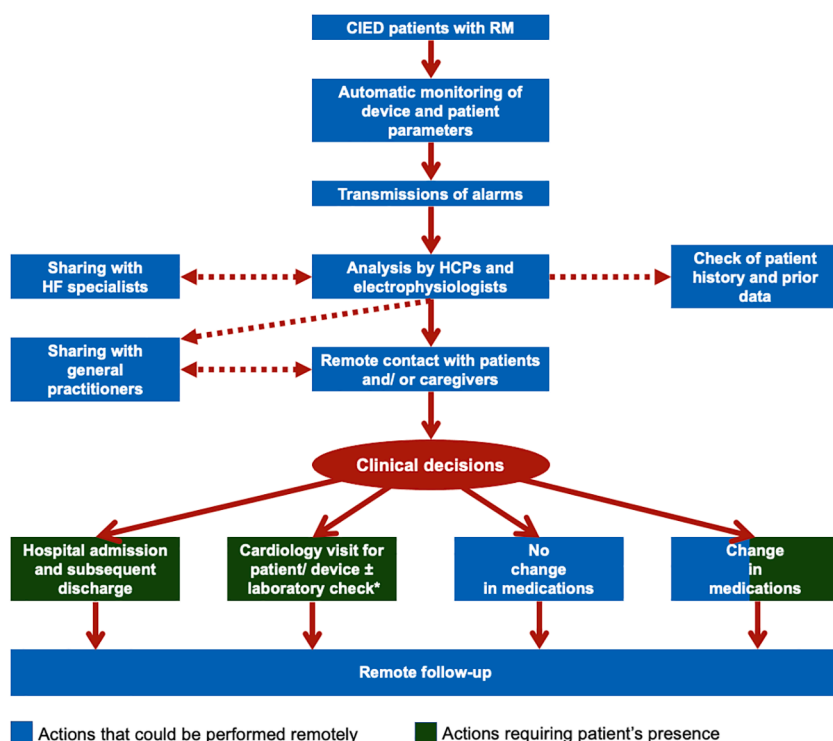 CIED patients with RM
Automatic monitoring of
device and patient
parameters
Transmissions of alarms
Sharing with
HF specialists
Analysis by HCPs and
electrophysiologists
Check of patient
history and prior
data
Sharing with
general
practitioners
Remote contact with patients
and/ or caregivers
Clinical decisions
Hospital admission
and subsequent
discharge
Cardiology visit for
patient/ device ±
laboratory check*
No
change
in medications
Change
in
medications
Remote follow-up
Actions that could be performed remotely
Actions requiring patient's presence